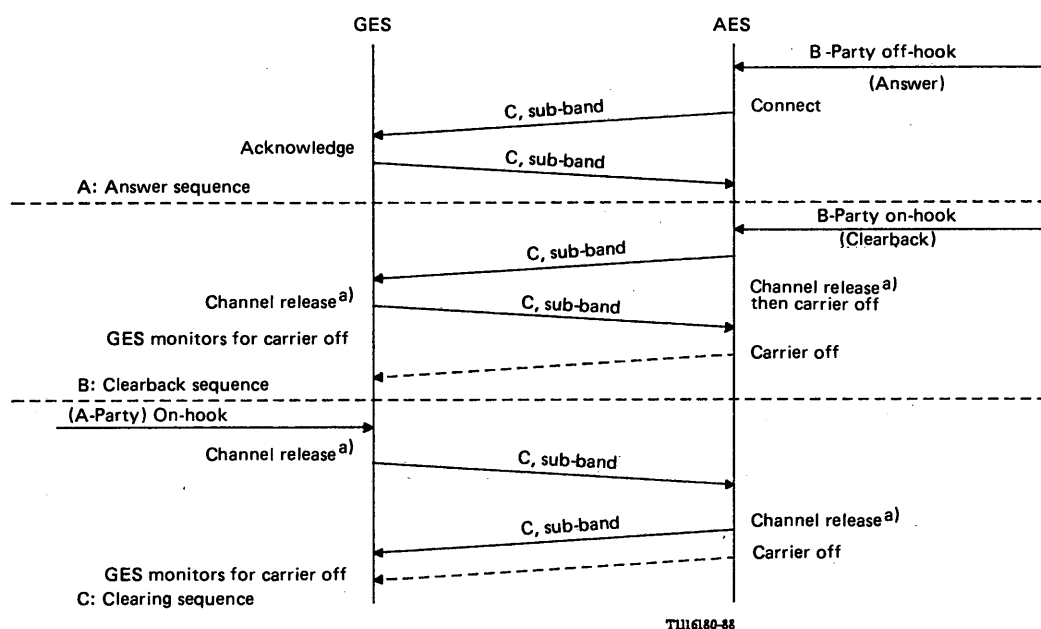 GES AES
B-Party off-hook
(Answer)
C, sub-band
Connect
Acknowledge
C, sub-band
A: Answer sequence
B-Party on-hook
(Clearback)
C, sub-band
Channel release a)
C, sub-band
Channel release a)
then carrier off
GES monitors for carrier off
Carrier off
B: Clearback sequence
(A-Party) On-hook
Channel release a)
C, sub-band
C, sub-band
Channel release a)
Carrier off
GES monitors for carrier off
C: Clearing sequence
T1116180-88